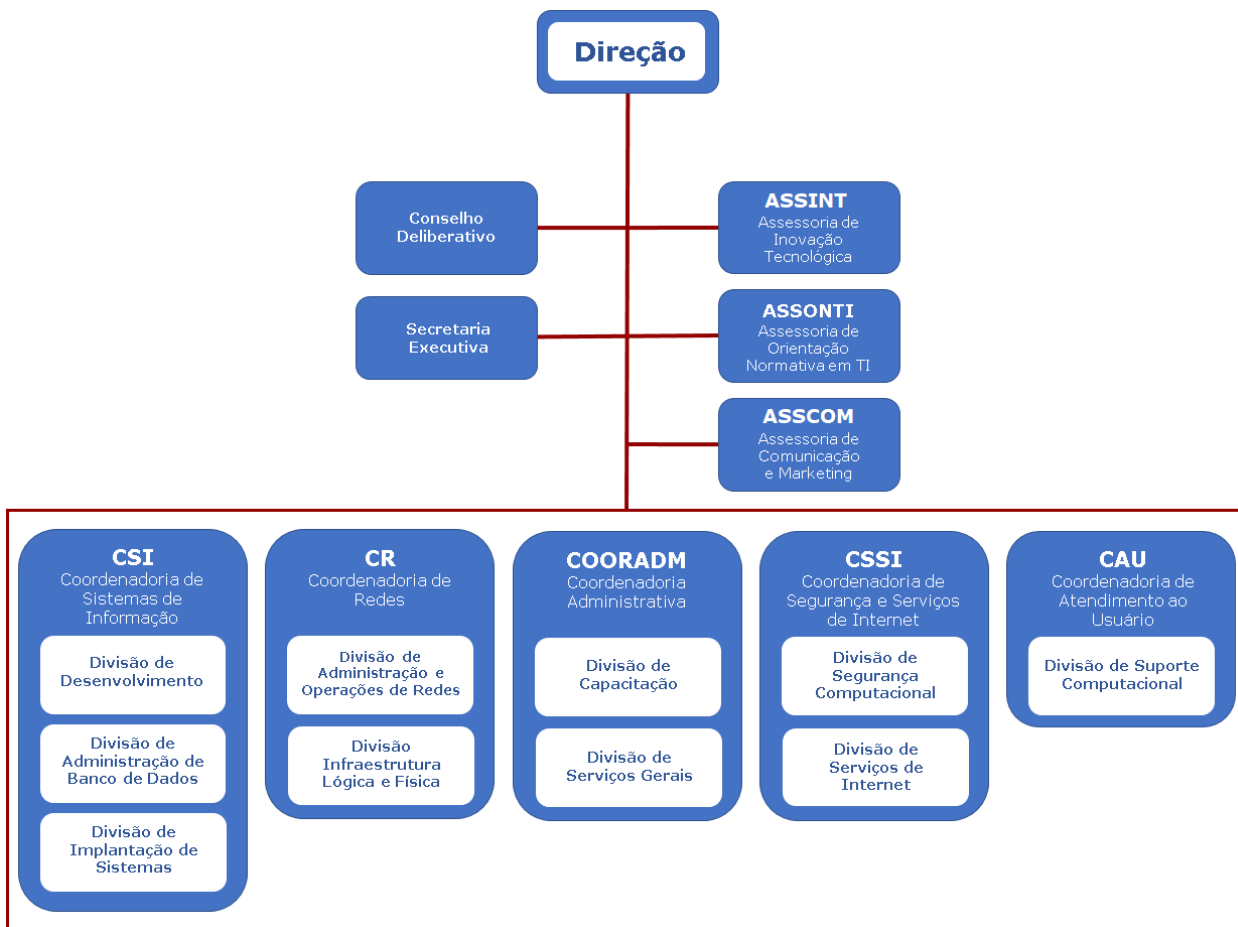 Direção
Conselho
Deliberativo
ASSINT
Assessoria de
Inovação
Tecnológica
Secretaria
Executiva
ASSONTI
Assessoria de
Orientação
Normativa em TI
ASSCOM
Assessoria de
Comunicação
e Marketing
CSI
Coordenadoria de
Sistemas de
Informação
Divisão de
Desenvolvimento
Divisão de
Administração de
Banco de Dados
Divisão de
Implantação de
Sistemas
CR
Coordenadoria de
Redes
Divisão de
Administração e
Operações de Redes
Divisão
Infraestrutura
Lógica e Física
COORADM
Coordenadoria
Administrativa
Divisão de
Capacitação
Divisão de
Serviços Gerais
CSSI
Coordenadoria de
Segurança e Serviços
de Internet
Divisão de
Segurança
Computacional
Divisão de
Serviços de
Internet
CAU
Coordenadoria de
Atendimento ao
Usuário
Divisão de Suporte
Computacional